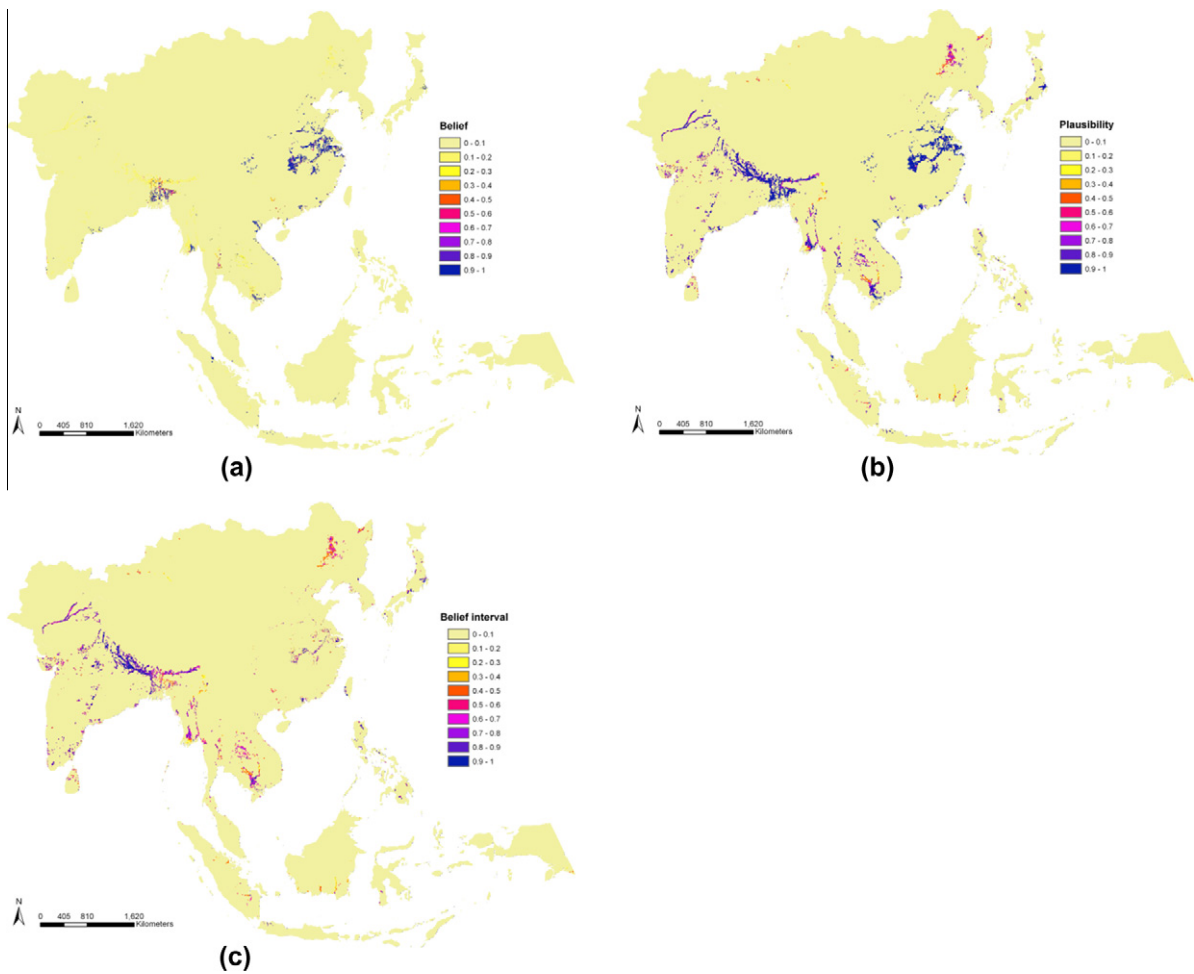 Belief
0 - 0.1
0.1 - 0.2
0.2 - 0.3
0.3 - 0.4
0.4 - 0.5
0.5 - 0.6
0.6 - 0.7
0.7 - 0.8
0.8 - 0.9
0.9 - 1
N
0 405 810 1,620
Kilometers
(a)
Plausibility
0 - 0.1
0.1 - 0.2
0.2 - 0.3
0.3 - 0.4
0.4 - 0.5
0.5 - 0.6
0.6 - 0.7
0.7 - 0.8
0.8 - 0.9
0.9 - 1
N
0 405 810 1,620
Kilometers
(b)
Belief interval
0 - 0.1
0.1 - 0.2
0.2 - 0.3
0.3 - 0.4
0.4 - 0.5
0.5 - 0.6
0.6 - 0.7
0.7 - 0.8
0.8 - 0.9
0.9 - 1
N
0 405 810 1,620
Kilometers
(c)